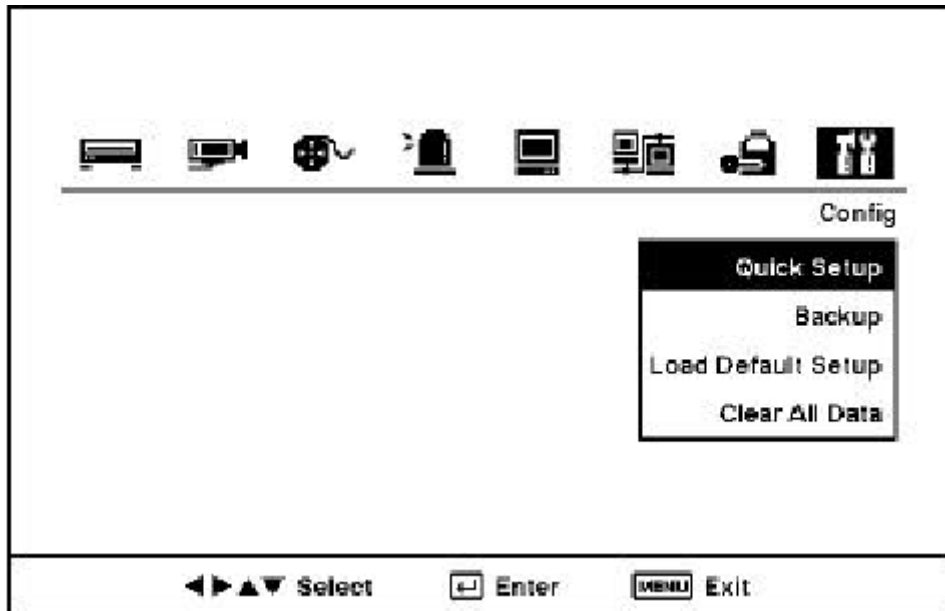 Config
Quick Setup
Backup
Load Default Setup
Clear All Data
Select Enter MENU Exit